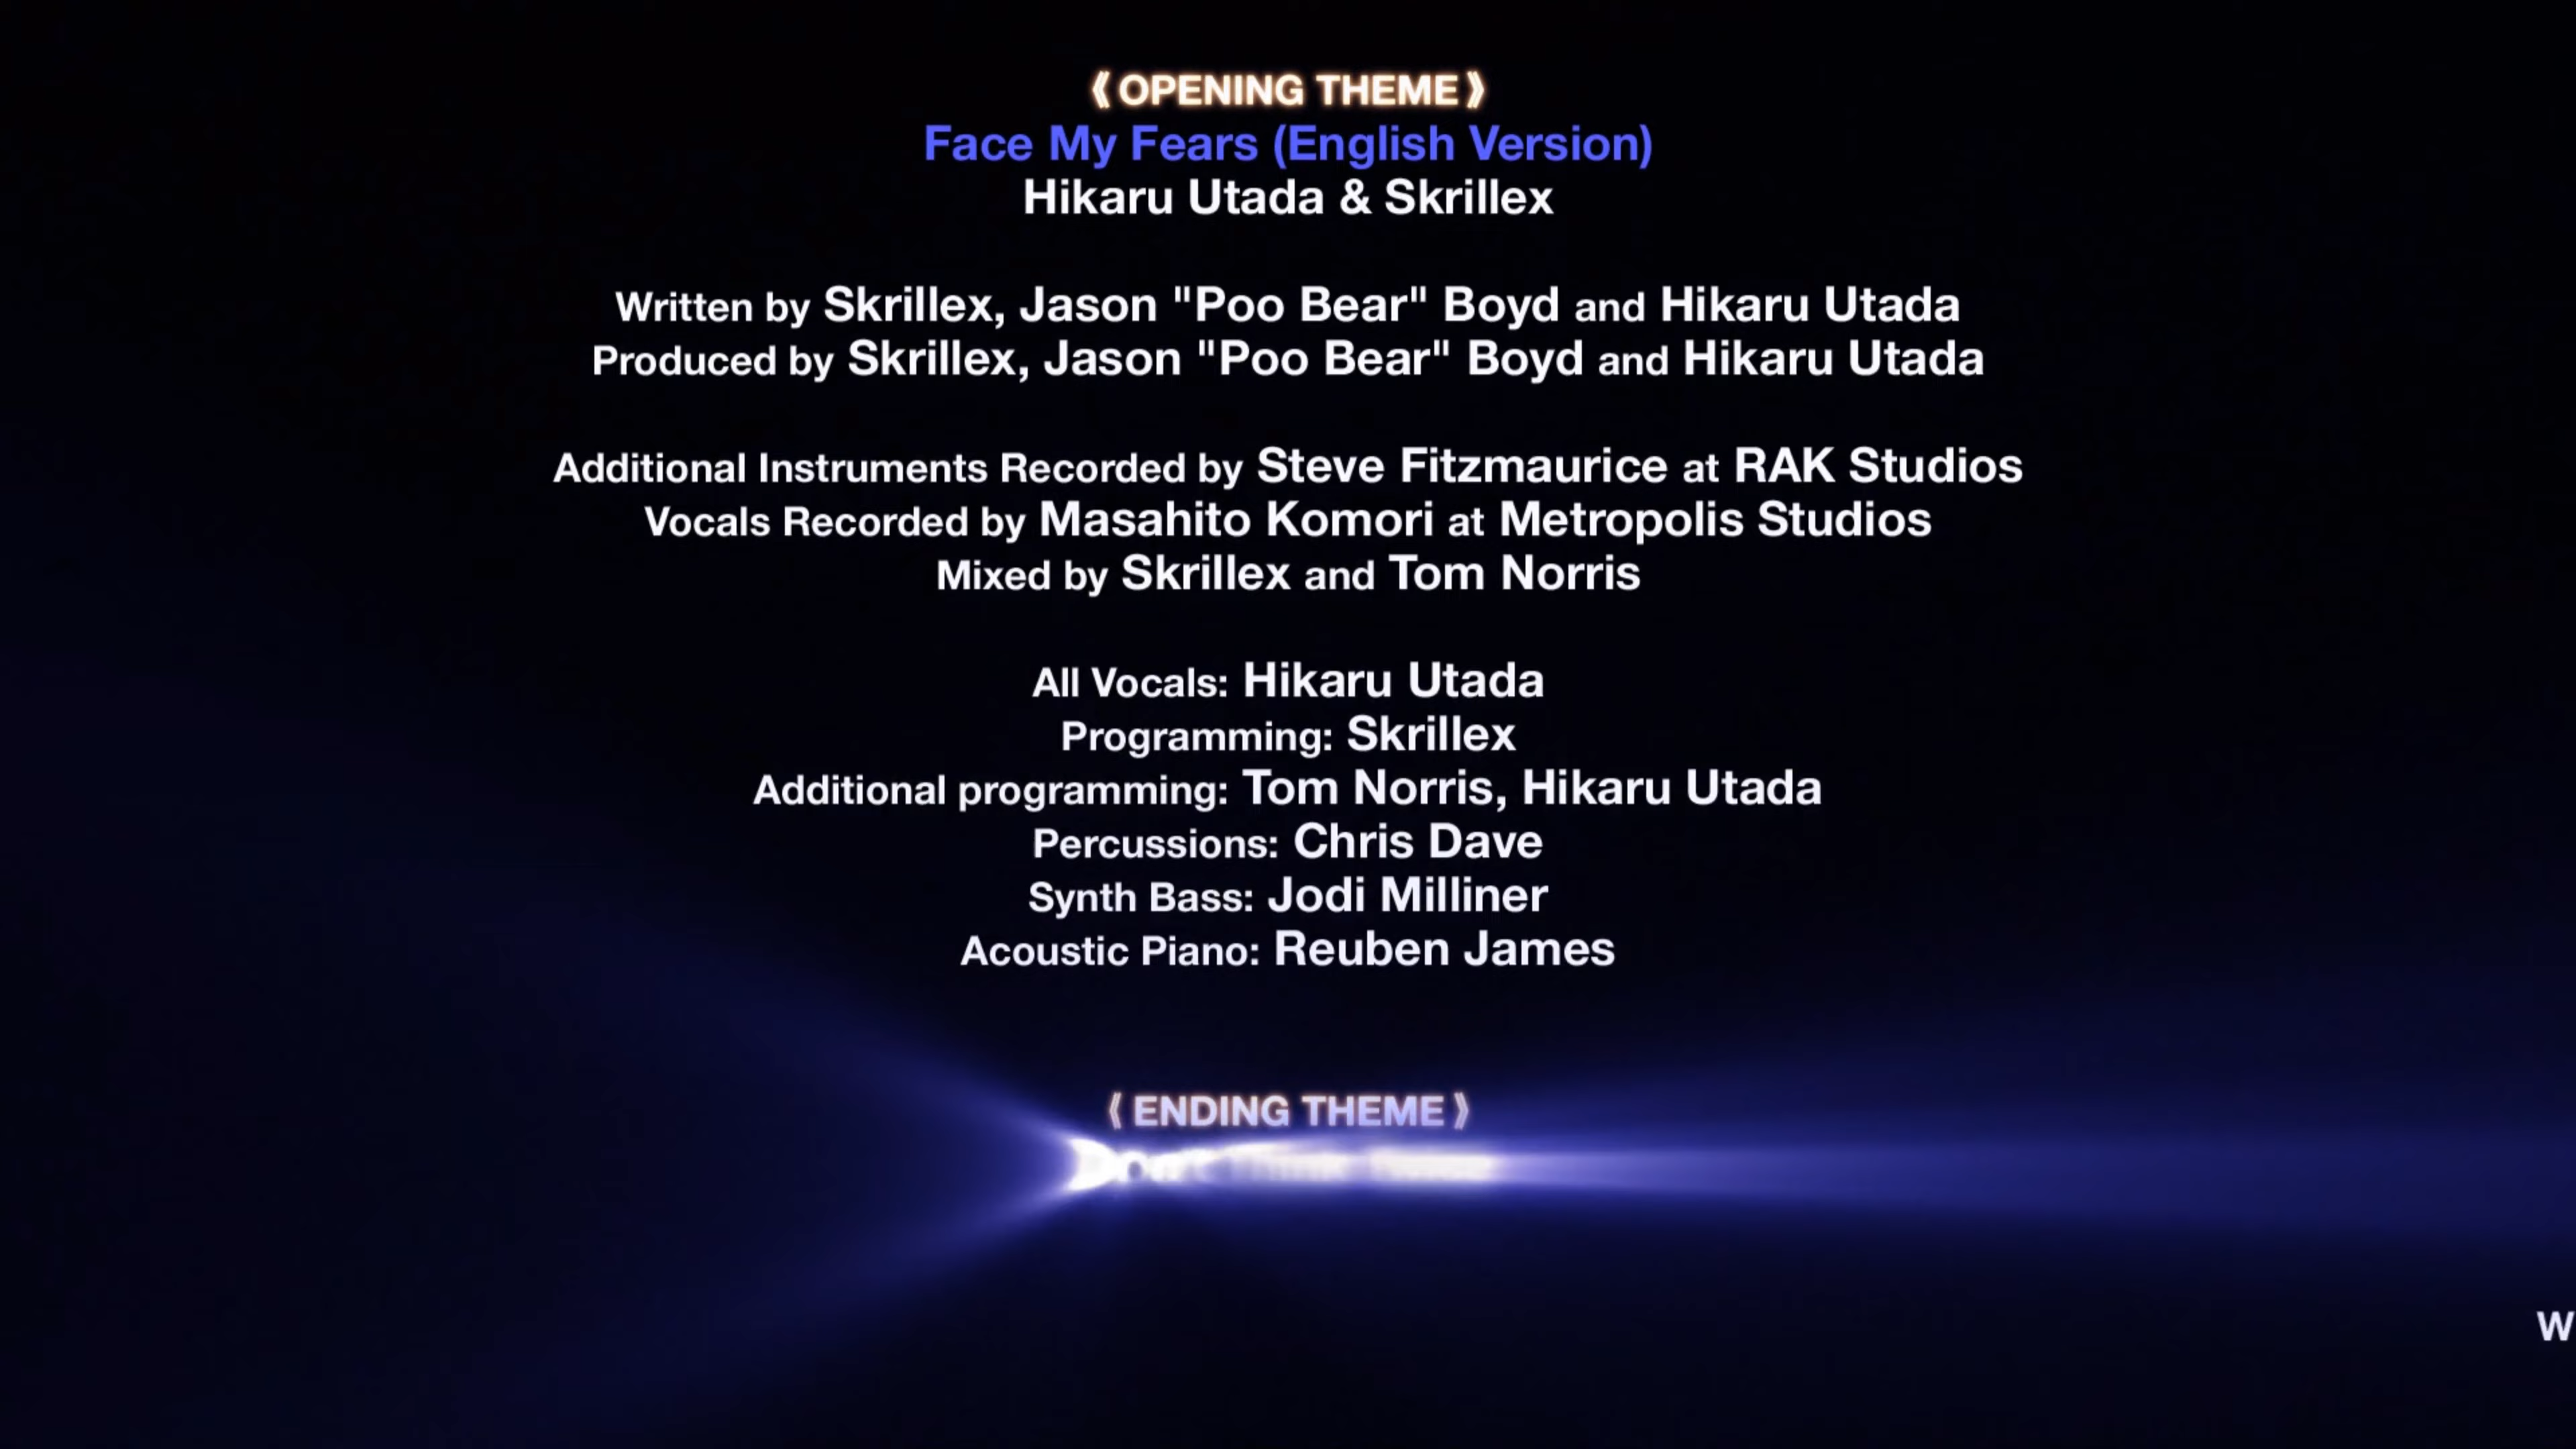 《OPENING THEME》
Face My Fears (English Version)
Hikaru Utada & Skrillex
Written by Skrillex, Jason "Poo Bear" Boyd and Hikaru Utada
Produced by Skrillex, Jason "Poo Bear" Boyd and Hikaru Utada
Additional Instruments Recorded by Steve Fitzmaurice at RAK Studios
Vocals Recorded by Masahito Komori at Metropolis Studios
Mixed by Skrillex and Tom Norris
All Vocals: Hikaru Utada
Programming: Skrillex
Additional programming: Tom Norris, Hikaru Utada
Percussions: Chris Dave
Synth Bass: Jodi Milliner
Acoustic Piano: Reuben James
《ENDING THEME》
Don't Think
W